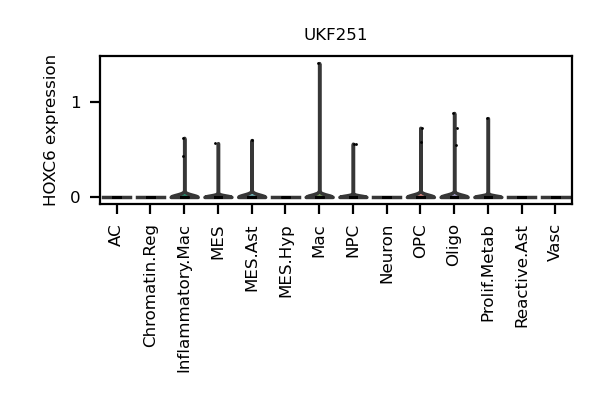 UKF251
HOXC6 expression
1
0
AC
Chromatin.Reg
Inflammatory.Mac
MES
MES.Ast
MES.Hyp
Mac
NPC
Neuron
OPC
Oligo
Prolif.Metab
Reactive.Ast
Vasc